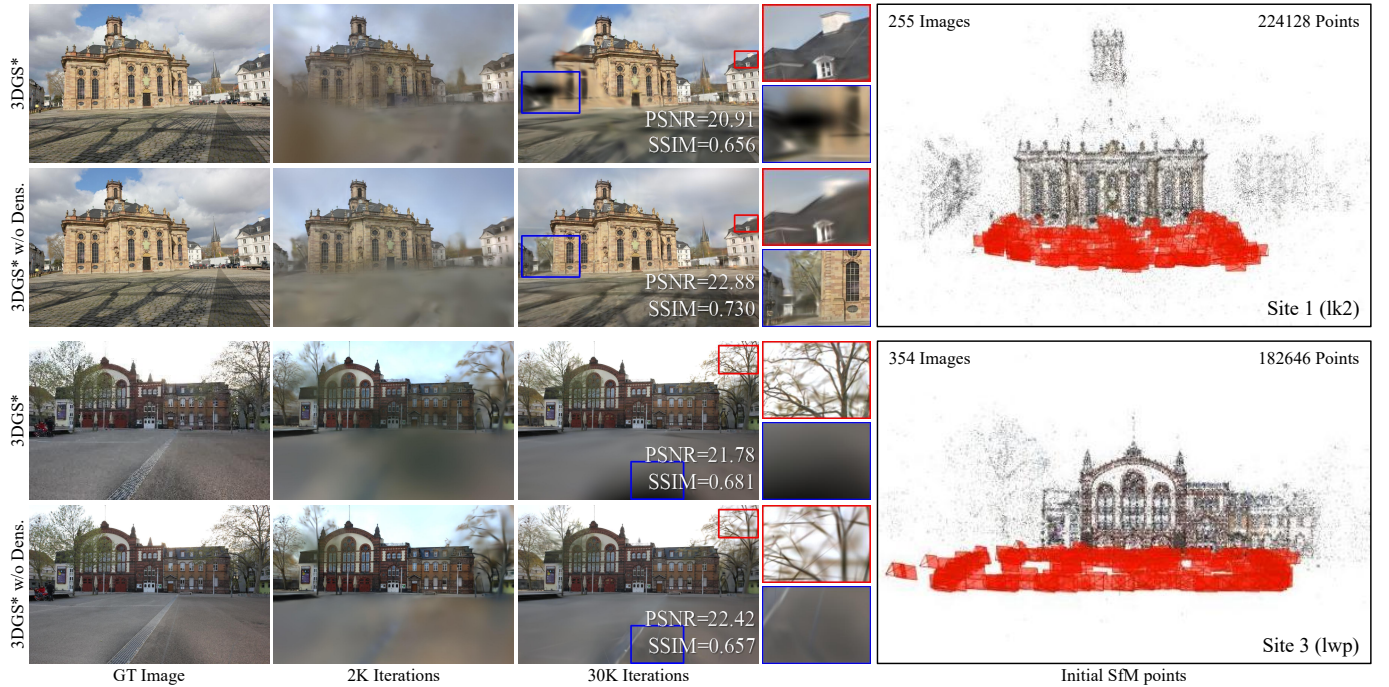 3DGS*
PSNR=20.91
SSIM=0.656
255 Images
224128 Points
3DGS* w/o Dens.
PSNR=22.88
SSIM=0.730
Site 1 (lk2)
3DGS*
PSNR=21.78
SSIM=0.681
354 Images
182646 Points
3DGS* w/o Dens.
PSNR=22.42
SSIM=0.657
Site 3 (lwp)
GT Image
2K Iterations
30K Iterations
Initial SfM points